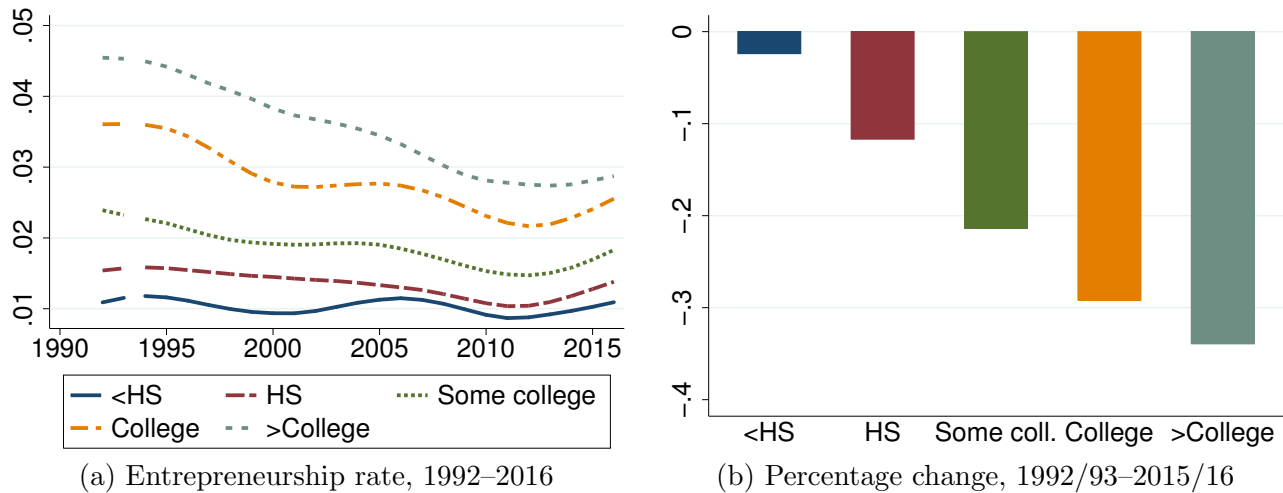 .05
.04
.03
.02
.01
1990 1995 2000 2005 2010 2015
<HS HS Some college
College >College
(a) Entrepreneurship rate, 1992–2016
0
-.1
-.2
-.3
-.4
<HS HS Some coll. College >College
(b) Percentage change, 1992/93–2015/16